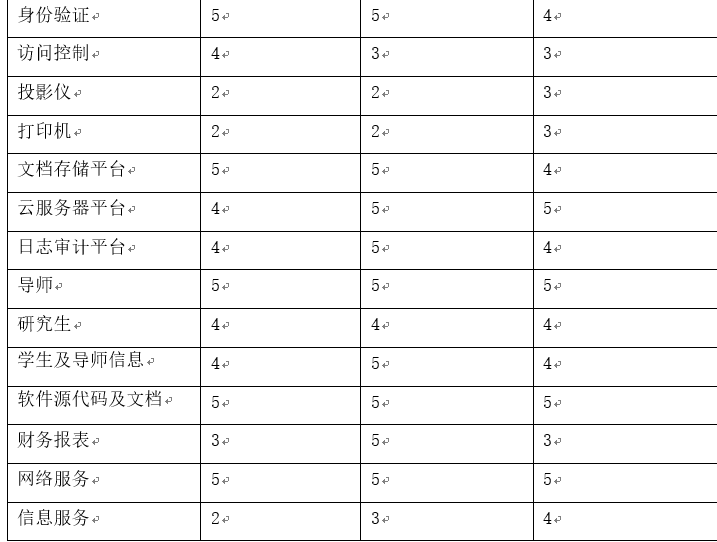 身份验证 5 5 4
访问控制 4 3 3
投影仪 2 2 3
打印机 2 2 3
文档存储平台 5 5 4
云服务器平台 4 5 5
日志审计平台 4 5 4
导师 5 5 5
研究生 4 4 4
学生及导师信息 4 5 4
软件源代码及文档 5 5 5
财务报表 3 5 3
网络服务 5 5 5
信息服务 2 3 4